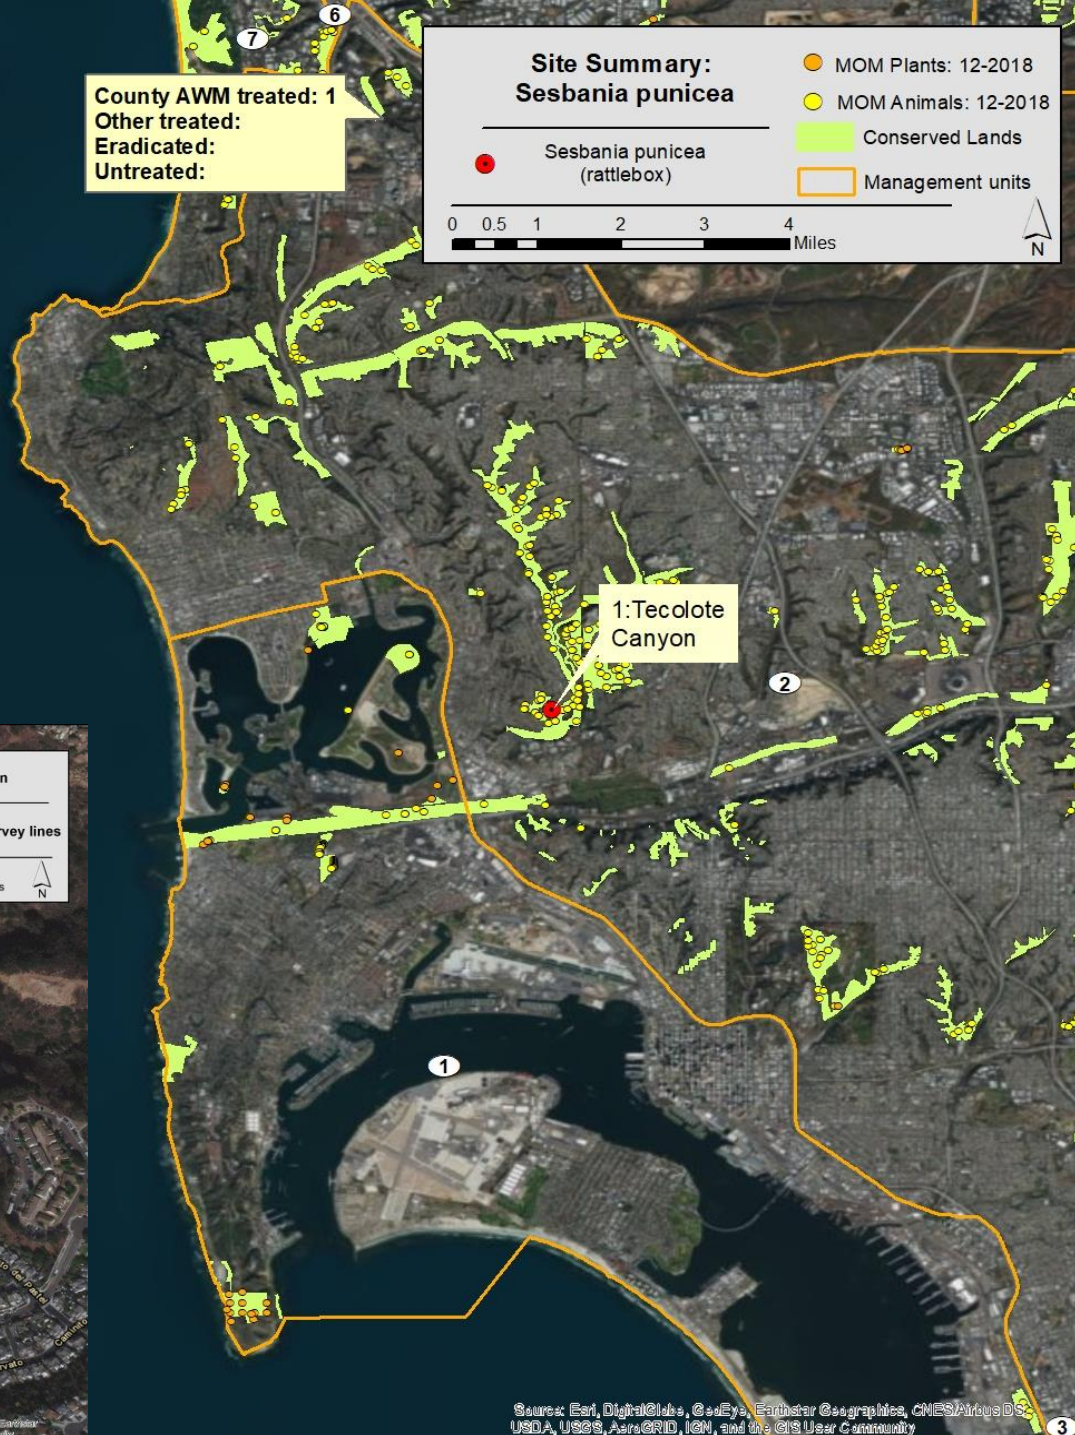 6
7
County AWM treated: 1
Other treated:
Eradicated:
Untreated:
Site Summary:
Sesbania punicea
Sesbania punicea
(rattlebox)
MOM Plants: 12-2018
MOM Animals: 12-2018
Conserved Lands
Management units
0 0.5 1 2 3 4
Miles
N
1:Tecolote
Canyon
2
n
vey lines
s
N
1
Caminito
vato
Source: Esri, DigitalGlobe, GeoEye, Earthstar Geographics, CNES/Airbus DS,
USDA, USGS, AeroGRID, IGN, and the GIS User Community
3